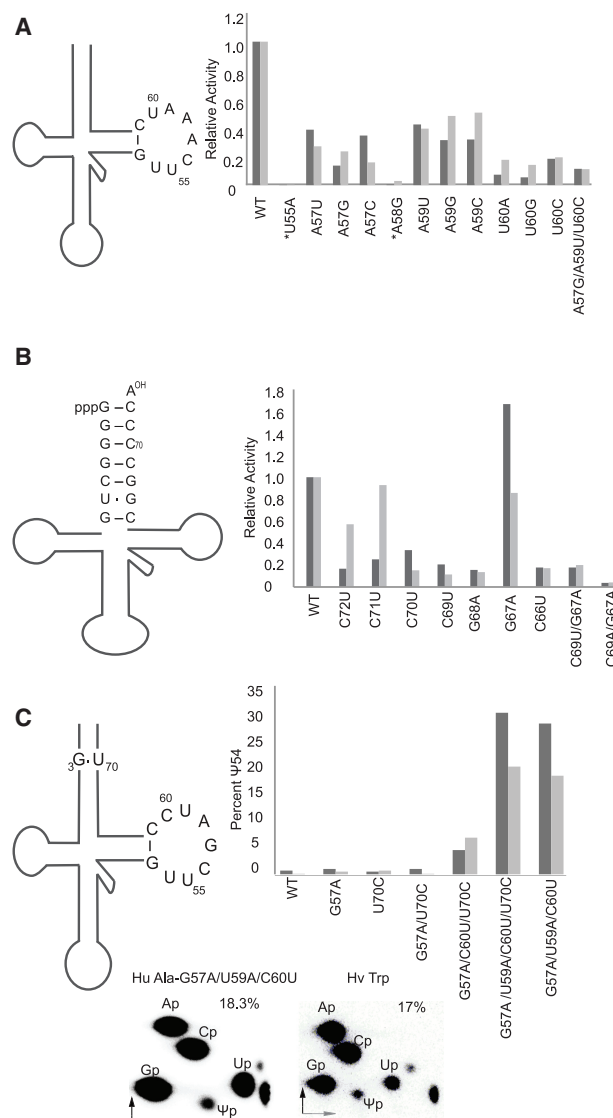 A
60
U A
C A
A
G C
U U
55
Relative Activity
1.2
1.0
0.8
0.6
0.4
0.2
0
WT
*U55A
A57U
A57G
A57C
*A58G
A59U
A59G
A59C
U60A
U60G
U60C
A57G/A59U/U60C
B
A OH
pppG – C
G – C
G – C 70
G – C
C – G
U · G
G – C
Relative Activity
1.8
1.6
1.4
1.2
1.0
0.8
0.6
0.4
0.2
0
WT
C72U
C71U
C70U
C69U
G68A
G67A
C66U
C69U/G67A
C69A/G67A
C
3 G · U 70
60
C U
C A
G
G C
U U
55
Percent Ψ54
35
30
25
20
15
10
5
0
WT
G57A
U70C
G57A/U70C
G57A/C60U/U70C
G57A /U59A/C60U/U70C
G57A/U59A/C60U
Hu Ala-G57A/U59A/C60U
18.3%
Ap
Cp
Gp
Up
Ψp
Hv Trp
17%
Ap
Cp
Gp
Up
Ψp